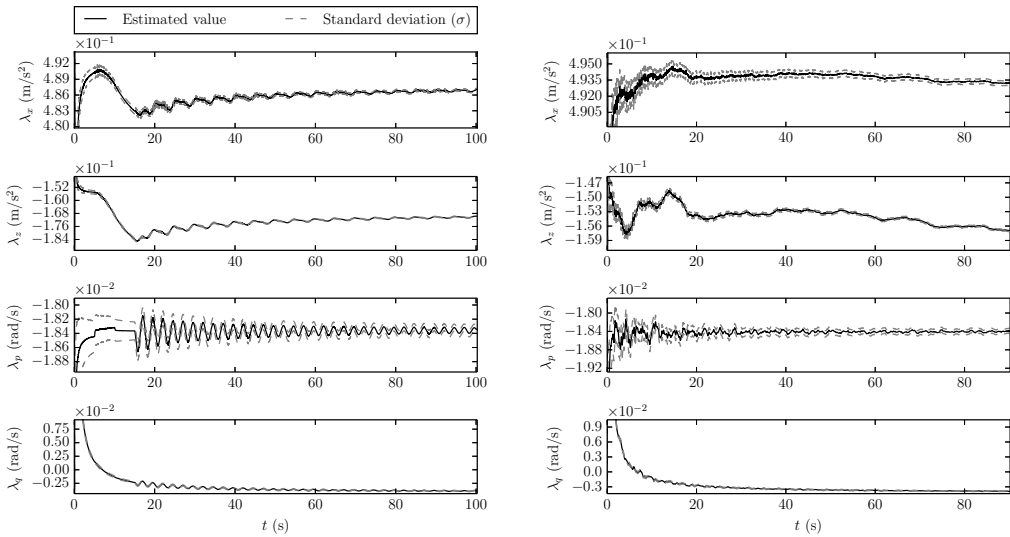 Estimated value
Standard deviation (σ)
×10⁻¹
4.92
4.89
4.86
4.83
4.80
λₓ (m/s²)
0 20 40 60 80 100
×10⁻¹
4.950
4.935
4.920
4.905
λₓ (m/s²)
0 20 40 60 80
×10⁻¹
−1.52
−1.60
−1.68
−1.76
−1.84
λ_z (m/s²)
0 20 40 60 80 100
×10⁻¹
−1.47
−1.50
−1.53
−1.56
−1.59
λ_z (m/s²)
0 20 40 60 80
×10⁻²
−1.80
−1.82
−1.84
−1.86
−1.88
λ_p (rad/s)
0 20 40 60 80 100
×10⁻²
−1.80
−1.84
−1.88
−1.92
λ_p (rad/s)
0 20 40 60 80
×10⁻²
0.75
0.50
0.25
0.00
−0.25
λ_q (rad/s)
0 20 40 60 80 100
t (s)
×10⁻²
0.9
0.6
0.3
0.0
−0.3
λ_q (rad/s)
0 20 40 60 80
t (s)